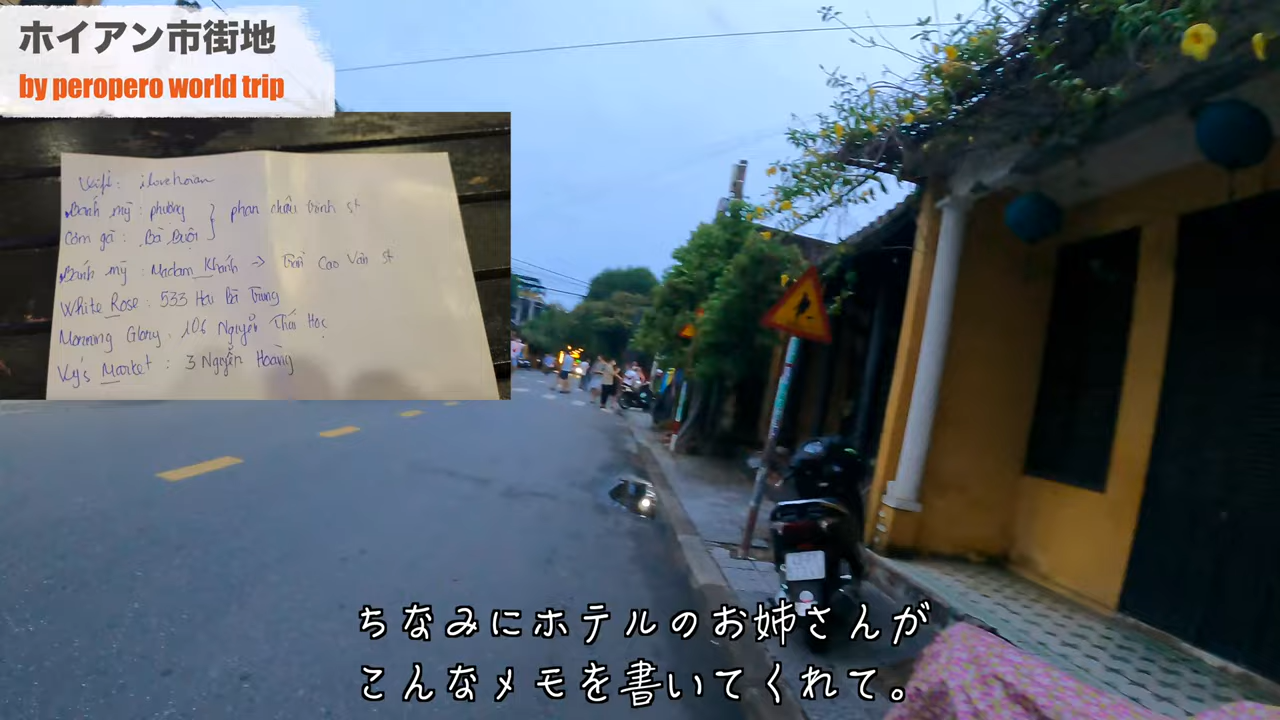 ホイアン市街地
by peropero world trip
Wifi: ilovehoian
Bánh mỳ: phượng } phan châu trinh st
Cơm gà: Bà Buội
Bánh mỳ: Madam Khánh -> Trần Cao Vân st
White Rose: 533 Hai Bà Trưng
Morning Glory: 106 Nguyễn Thái Học
Vy's Market: 3 Nguyễn Hoàng
ちなみにホテルのお姉さんが
こんなメモを書いてくれて。